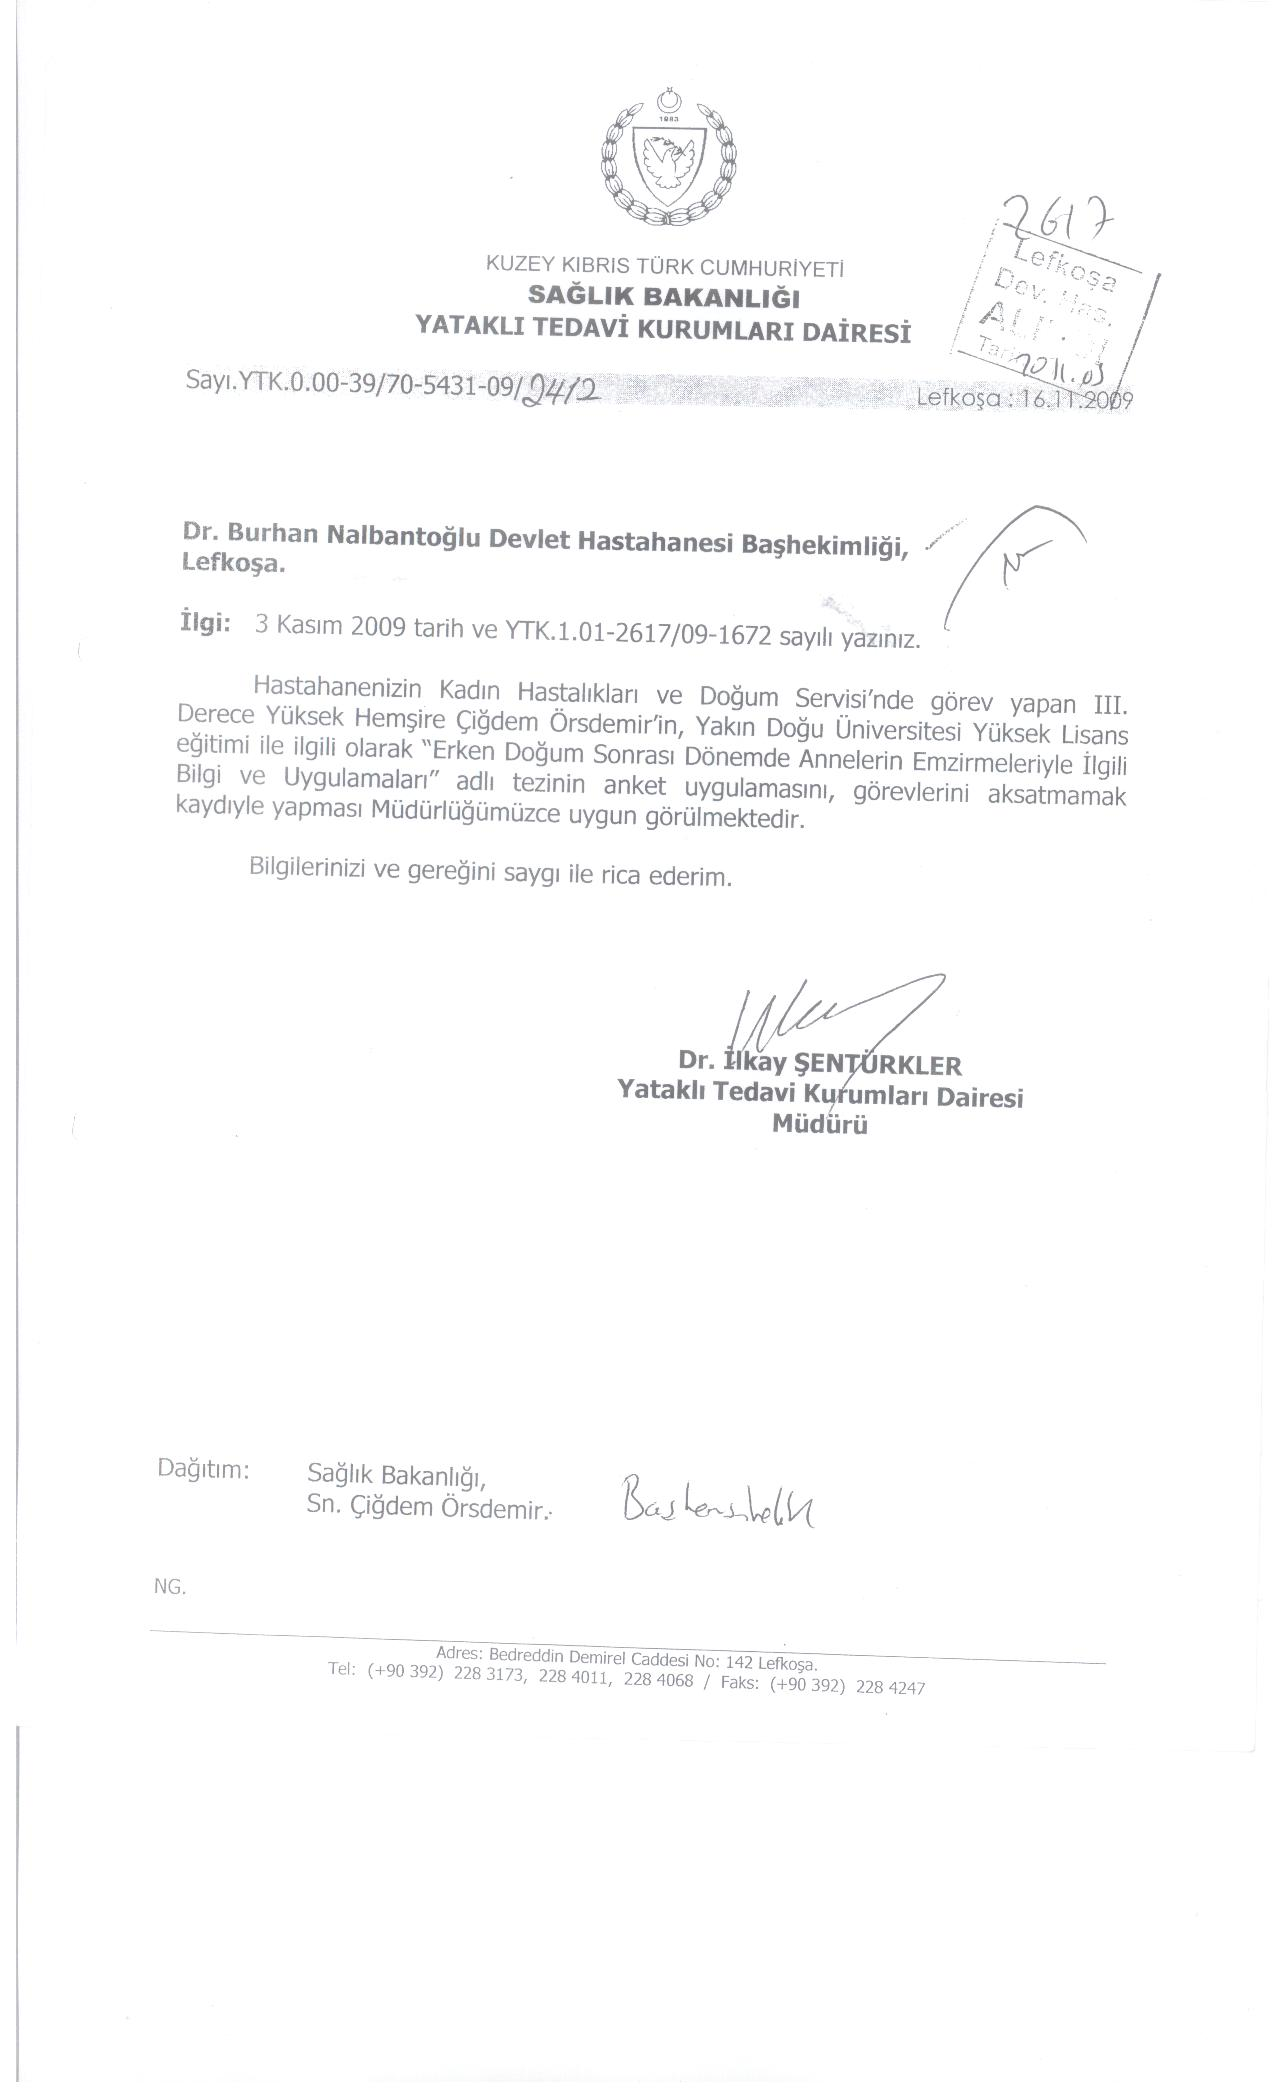 1983
2617
KUZEY KIBRIS TÜRK CUMHURİYETİ
SAĞLIK BAKANLIĞI
YATAKLI TEDAVİ KURUMLARI DAİRESİ
Lefkoşa
Dev. Has.
Sayı.YTK.0.00-39/70-5431-09/2412
Lefkoşa : 16.11.2009
Dr. Burhan Nalbantoğlu Devlet Hastahanesi Başhekimliği,
Lefkoşa.
İlgi: 3 Kasım 2009 tarih ve YTK.1.01-2617/09-1672 sayılı yazınız.
Hastahanenizin Kadın Hastalıkları ve Doğum Servisi'nde görev yapan III.
Derece Yüksek Hemşire Çiğdem Örsdemir'in, Yakın Doğu Üniversitesi Yüksek Lisans
eğitimi ile ilgili olarak "Erken Doğum Sonrası Dönemde Annelerin Emzirmeleriyle İlgili
Bilgi ve Uygulamaları" adlı tezinin anket uygulamasını, görevlerini aksatmamak
kaydıyle yapması Müdürlüğümüzce uygun görülmektedir.
Bilgilerinizi ve gereğini saygı ile rica ederim.
Dr. İlkay ŞENTÜRKLER
Yataklı Tedavi Kurumları Dairesi
Müdürü
Dağıtım: Sağlık Bakanlığı,
Sn. Çiğdem Örsdemir.
NG.
Adres: Bedreddin Demirel Caddesi No: 142 Lefkoşa.
Tel: (+90 392) 228 3173, 228 4011, 228 4068 / Faks: (+90 392) 228 4247